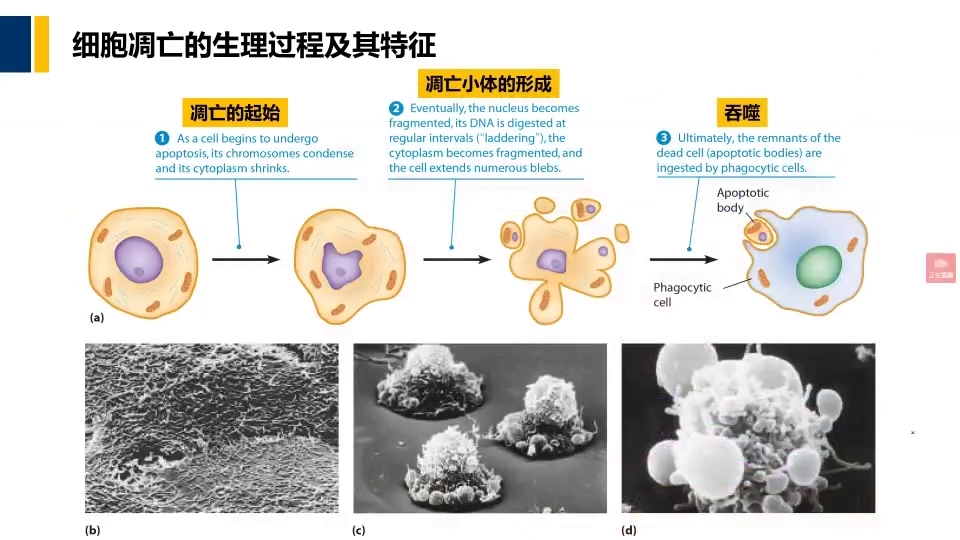 细胞凋亡的生理过程及其特征
凋亡的起始
1 As a cell begins to undergo
apoptosis, its chromosomes condense
and its cytoplasm shrinks.
凋亡小体的形成
2 Eventually, the nucleus becomes
fragmented, its DNA is digested at
regular intervals (“laddering”), the
cytoplasm becomes fragmented, and
the cell extends numerous blebs.
吞噬
3 Ultimately, the remnants of the
dead cell (apoptotic bodies) are
ingested by phagocytic cells.
Apoptotic
body
Phagocytic
cell
(a)
(b)
(c)
(d)